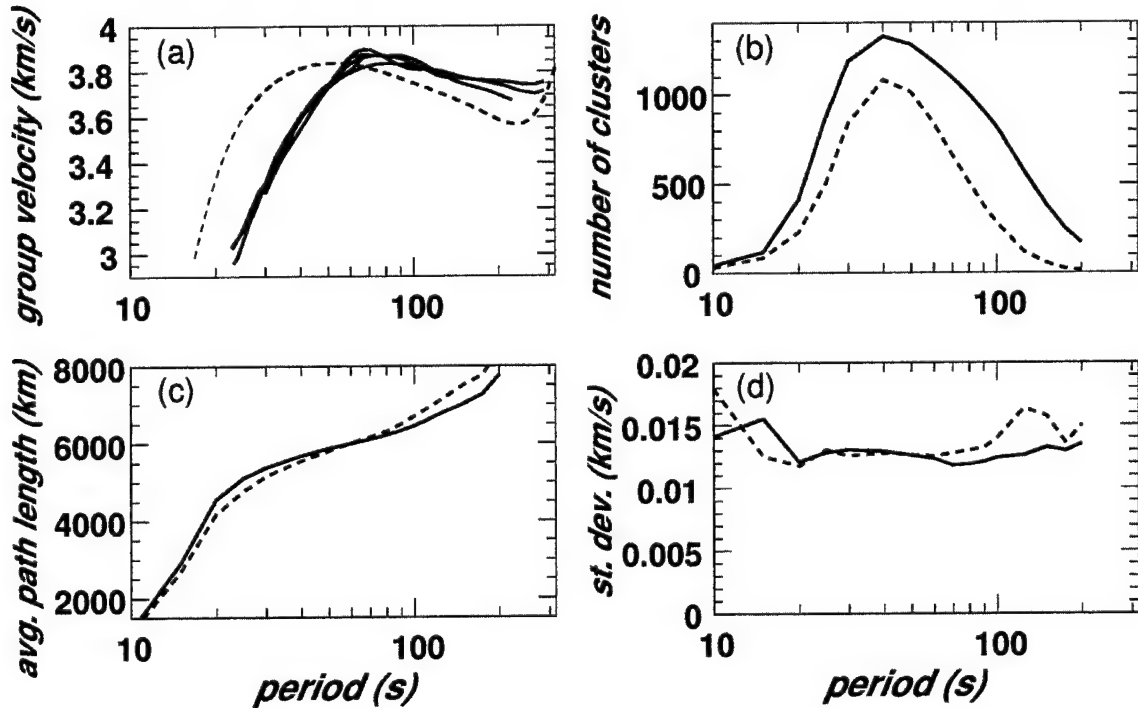 (a)
group velocity (km/s)
4
3.8
3.6
3.4
3.2
3
10
100
(b)
number of clusters
1000
500
0
10
100
(c)
avg. path length (km)
8000
6000
4000
2000
10
100
period (s)
(d)
st. dev. (km/s)
0.02
0.015
0.01
0.005
0
10
100
period (s)